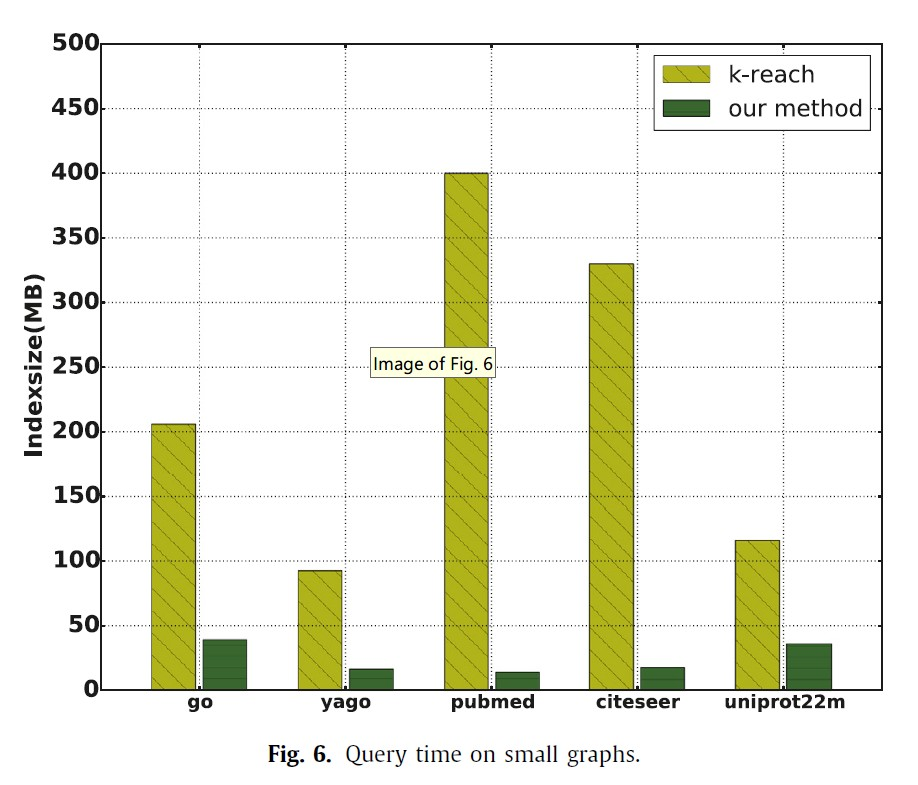 500
450
400
350
300
250
200
150
100
50
0
Indexsize(MB)
k-reach
our method
Image of Fig. 6
go yago pubmed citeseer uniprot22m
Fig. 6. Query time on small graphs.